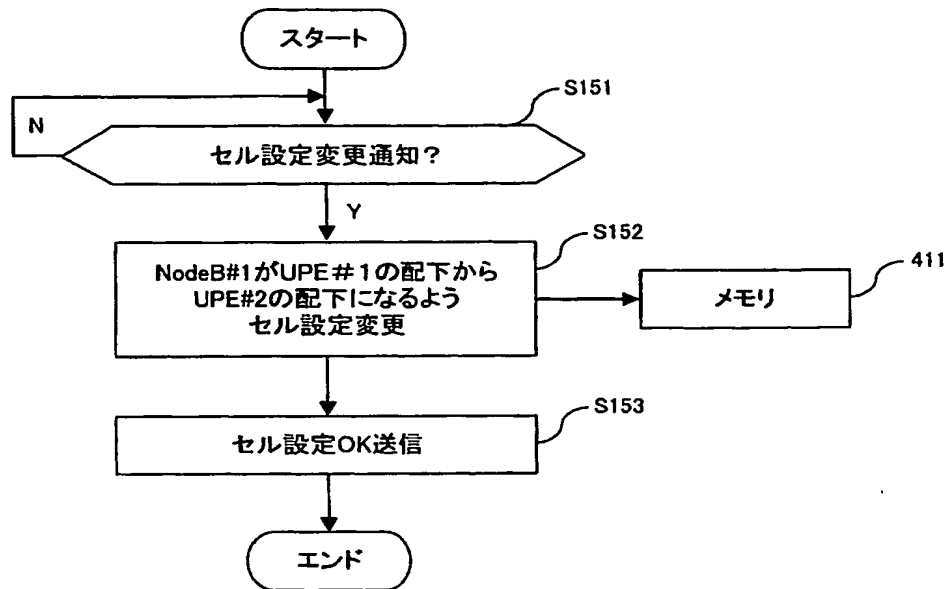 スタート
S151
N
セル設定変更通知？
Y
S152
NodeB#1がUPE＃１の配下から
UPE#2の配下になるよう
セル設定変更
411
メモリ
S153
セル設定OK送信
エンド